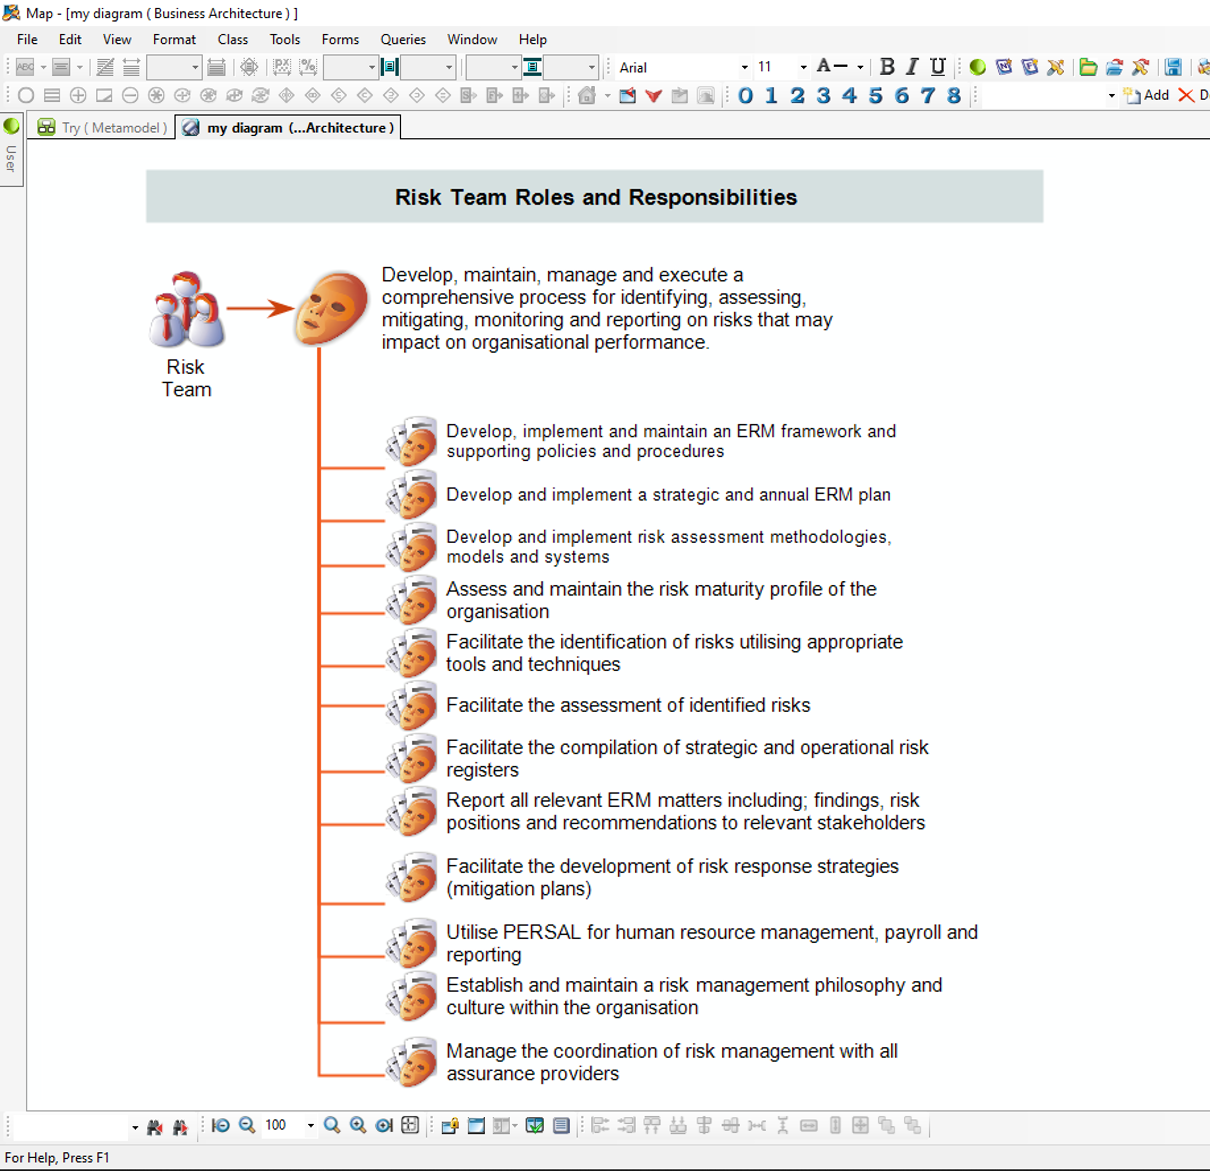 Map - [my diagram ( Business Architecture ) ]
File Edit View Format Class Tools Forms Queries Window Help
ABC Arial 11 A B I U
0 1 2 3 4 5 6 7 8 Add D
Try ( Metamodel ) my diagram (...Architecture )
User
Risk Team Roles and Responsibilities
Develop, maintain, manage and execute a
comprehensive process for identifying, assessing,
mitigating, monitoring and reporting on risks that may
impact on organisational performance.
Risk
Team
Develop, implement and maintain an ERM framework and
supporting policies and procedures
Develop and implement a strategic and annual ERM plan
Develop and implement risk assessment methodologies,
models and systems
Assess and maintain the risk maturity profile of the
organisation
Facilitate the identification of risks utilising appropriate
tools and techniques
Facilitate the assessment of identified risks
Facilitate the compilation of strategic and operational risk
registers
Report all relevant ERM matters including; findings, risk
positions and recommendations to relevant stakeholders
Facilitate the development of risk response strategies
(mitigation plans)
Utilise PERSAL for human resource management, payroll and
reporting
Establish and maintain a risk management philosophy and
culture within the organisation
Manage the coordination of risk management with all
assurance providers
100
For Help, Press F1